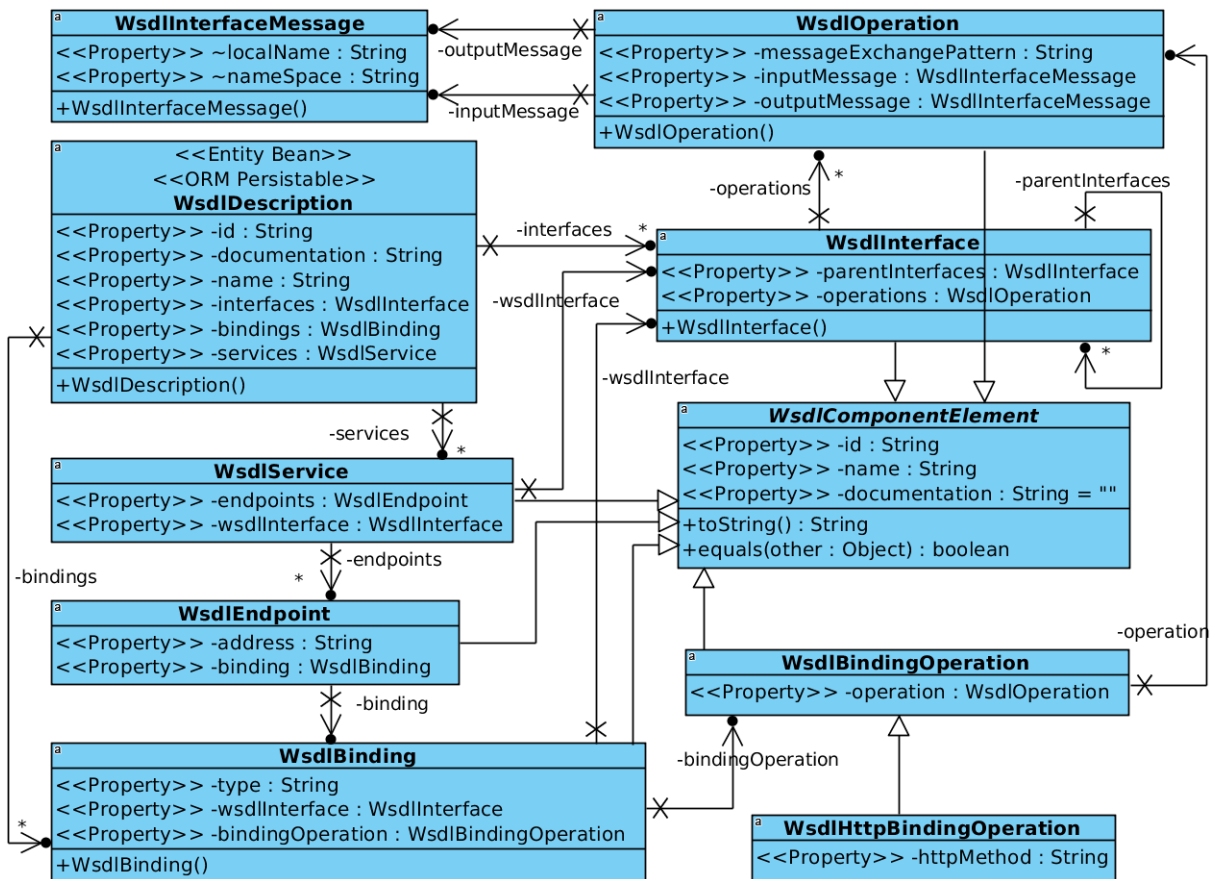 a
WsdlInterfaceMessage
<<Property>> ~localName : String
<<Property>> ~nameSpace : String
+WsdlInterfaceMessage()
-outputMessage
-inputMessage
a
WsdlOperation
<<Property>> -messageExchangePattern : String
<<Property>> -inputMessage : WsdlInterfaceMessage
<<Property>> -outputMessage : WsdlInterfaceMessage
+WsdlOperation()
a
<<Entity Bean>>
<<ORM Persistable>>
WsdlDescription
<<Property>> -id : String
<<Property>> -documentation : String
<<Property>> -name : String
<<Property>> -interfaces : WsdlInterface
<<Property>> -bindings : WsdlBinding
<<Property>> -services : WsdlService
+WsdlDescription()
-operations
*
-parentInterfaces
-interfaces
*
a
WsdlInterface
<<Property>> -parentInterfaces : WsdlInterface
<<Property>> -operations : WsdlOperation
+WsdlInterface()
*
-wsdlInterface
-wsdlInterface
-services
*
a
WsdlComponentElement
<<Property>> -id : String
<<Property>> -name : String
<<Property>> -documentation : String = ""
+toString() : String
+equals(other : Object) : boolean
a
WsdlService
<<Property>> -endpoints : WsdlEndpoint
<<Property>> -wsdlInterface : WsdlInterface
-endpoints
*
-bindings
*
a
WsdlEndpoint
<<Property>> -address : String
<<Property>> -binding : WsdlBinding
-binding
-operation
a
WsdlBindingOperation
<<Property>> -operation : WsdlOperation
a
WsdlBinding
<<Property>> -type : String
<<Property>> -wsdlInterface : WsdlInterface
<<Property>> -bindingOperation : WsdlBindingOperation
+WsdlBinding()
-bindingOperation
a
WsdlHttpBindingOperation
<<Property>> -httpMethod : String